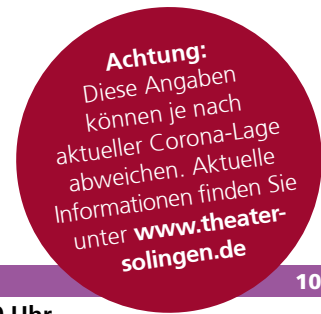 Achtung:
Diese Angaben
können je nach
aktueller Corona-Lage
abweichen. Aktuelle
Informationen finden Sie
unter www.theater-
solingen.de
10
Uhr